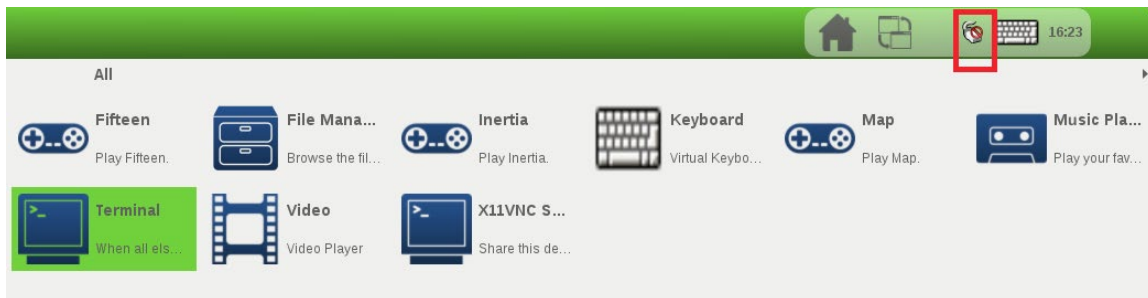 16:23
All
Fifteen
Play Fifteen.
File Mana...
Browse the fil...
Inertia
Play Inertia.
Keyboard
Virtual Keybo...
Map
Play Map.
Music Pla...
Play your fav...
Terminal
When all els...
Video
Video Player
X11VNC S...
Share this de...